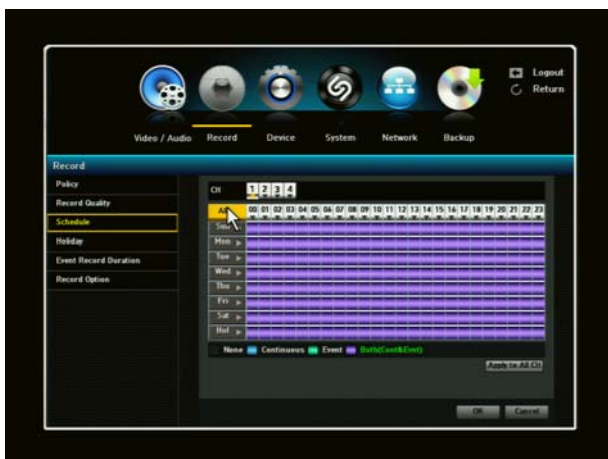 Logout
Return
Video / Audio Record Device System Network Backup
Record
Policy
Record Quality
Schedule
Holiday
Event Record Duration
Record Option
CH 1 2 3 4
00 01 02 03 04 05 06 07 08 09 10 11 12 13 14 15 16 17 18 19 20 21 22 23
Sun
Mon
Tue
Wed
Thu
Fri
Sat
Hol
None Continuous Event Both(Cont&Evnt)
Apply to All CH
OK Cancel